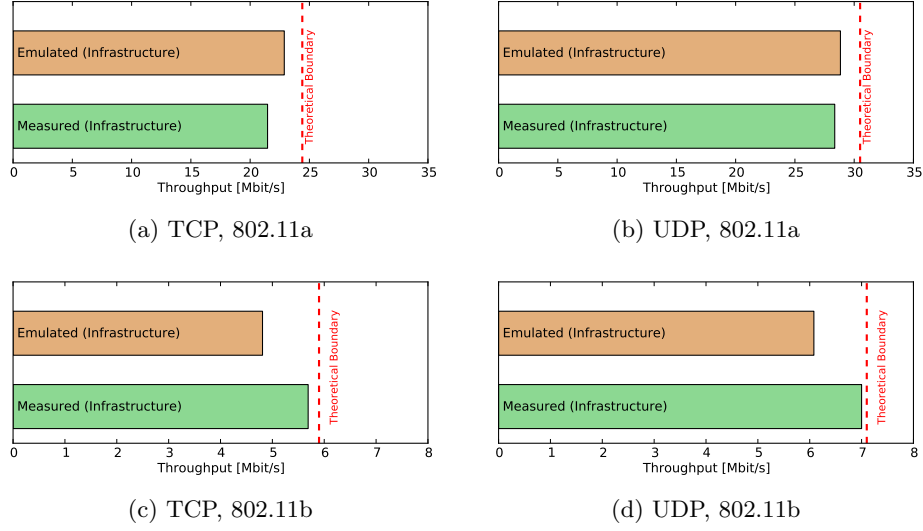 Emulated (Infrastructure)
Measured (Infrastructure)
Theoretical Boundary
0 5 10 15 20 25 30 35
Throughput [Mbit/s]
(a) TCP, 802.11a
Emulated (Infrastructure)
Measured (Infrastructure)
Theoretical Boundary
0 5 10 15 20 25 30 35
Throughput [Mbit/s]
(b) UDP, 802.11a
Emulated (Infrastructure)
Measured (Infrastructure)
Theoretical Boundary
0 1 2 3 4 5 6 7 8
Throughput [Mbit/s]
(c) TCP, 802.11b
Emulated (Infrastructure)
Measured (Infrastructure)
Theoretical Boundary
0 1 2 3 4 5 6 7 8
Throughput [Mbit/s]
(d) UDP, 802.11b